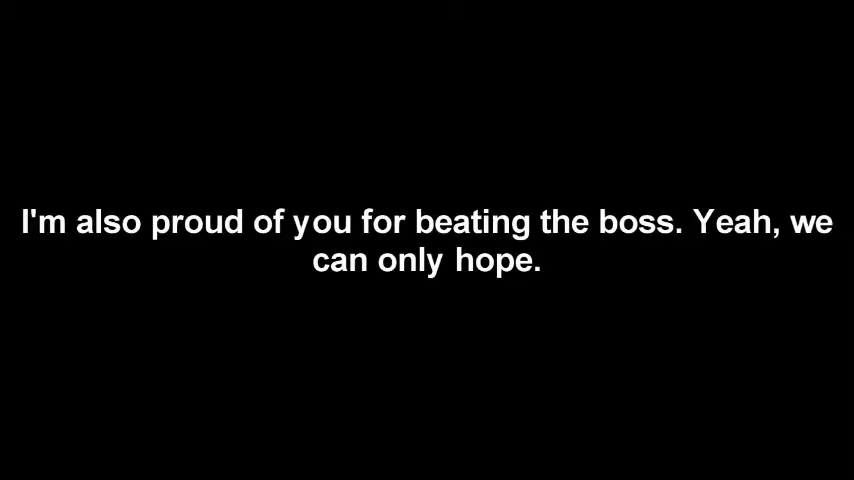 I'm also proud of you for beating the boss. Yeah, we
can only hope.